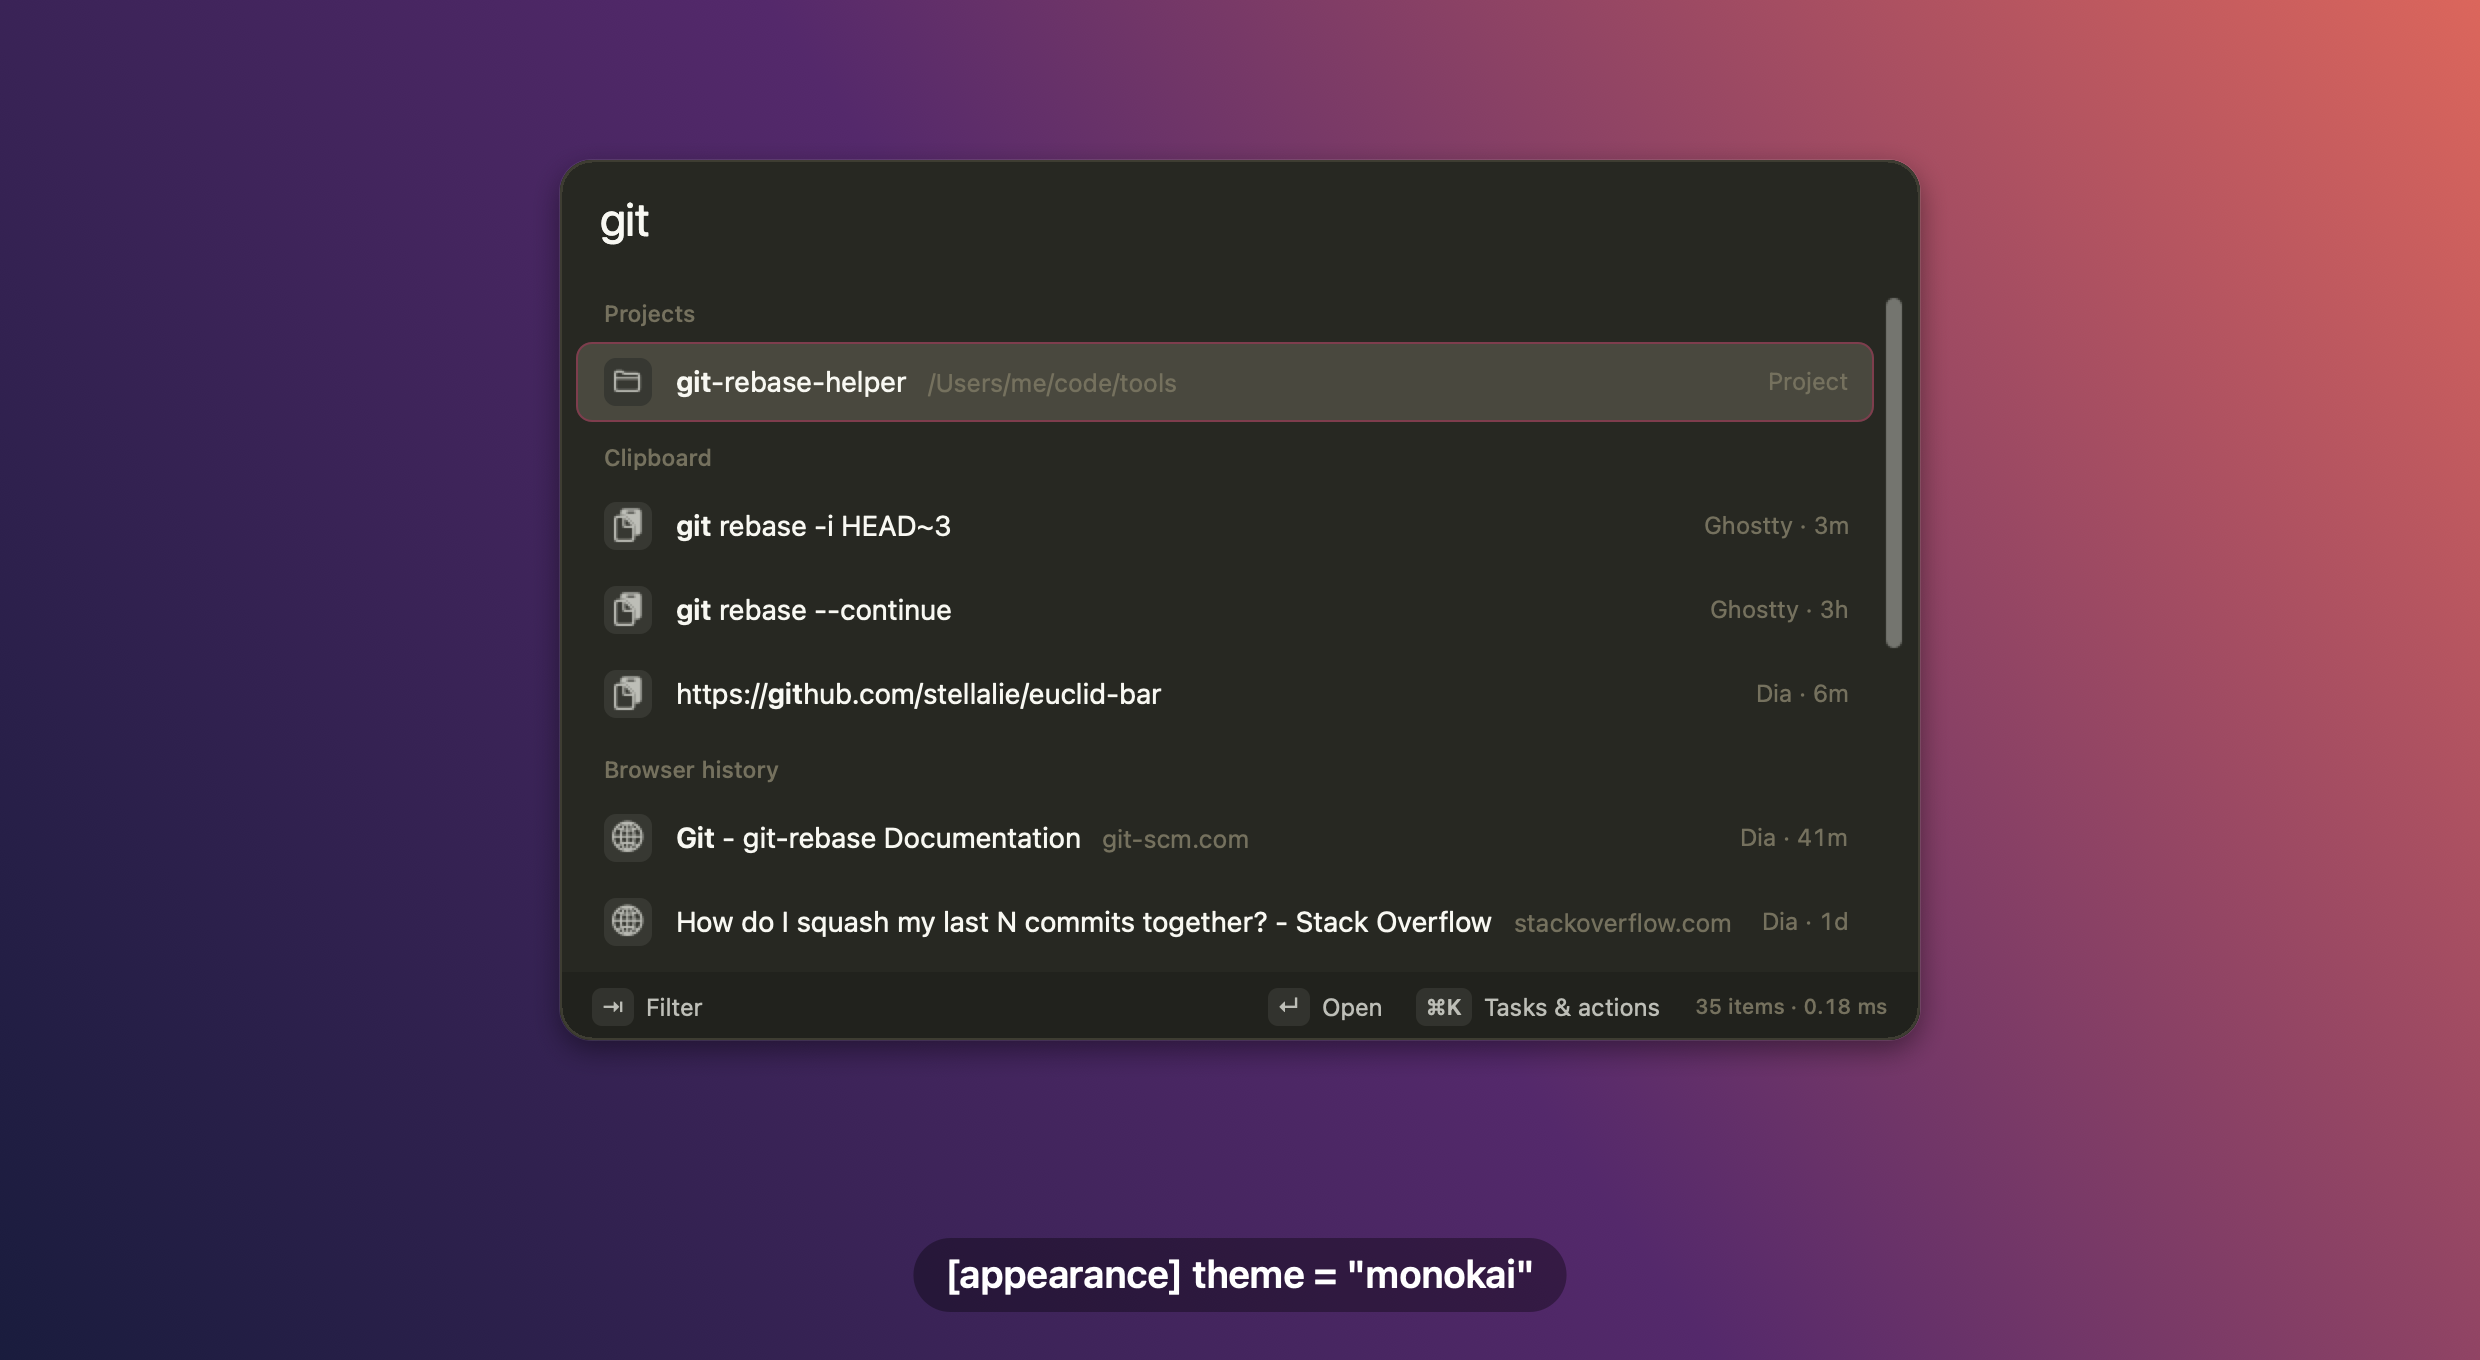 git
Projects
git-rebase-helper /Users/me/code/tools Project
Clipboard
git rebase -i HEAD~3 Ghostty · 3m
git rebase --continue Ghostty · 3h
https://github.com/stellalie/euclid-bar Dia · 6m
Browser history
Git - git-rebase Documentation git-scm.com Dia · 41m
How do I squash my last N commits together? - Stack Overflow stackoverflow.com Dia · 1d
Filter Open ⌘K Tasks & actions 35 items · 0.18 ms
[appearance] theme = "monokai"